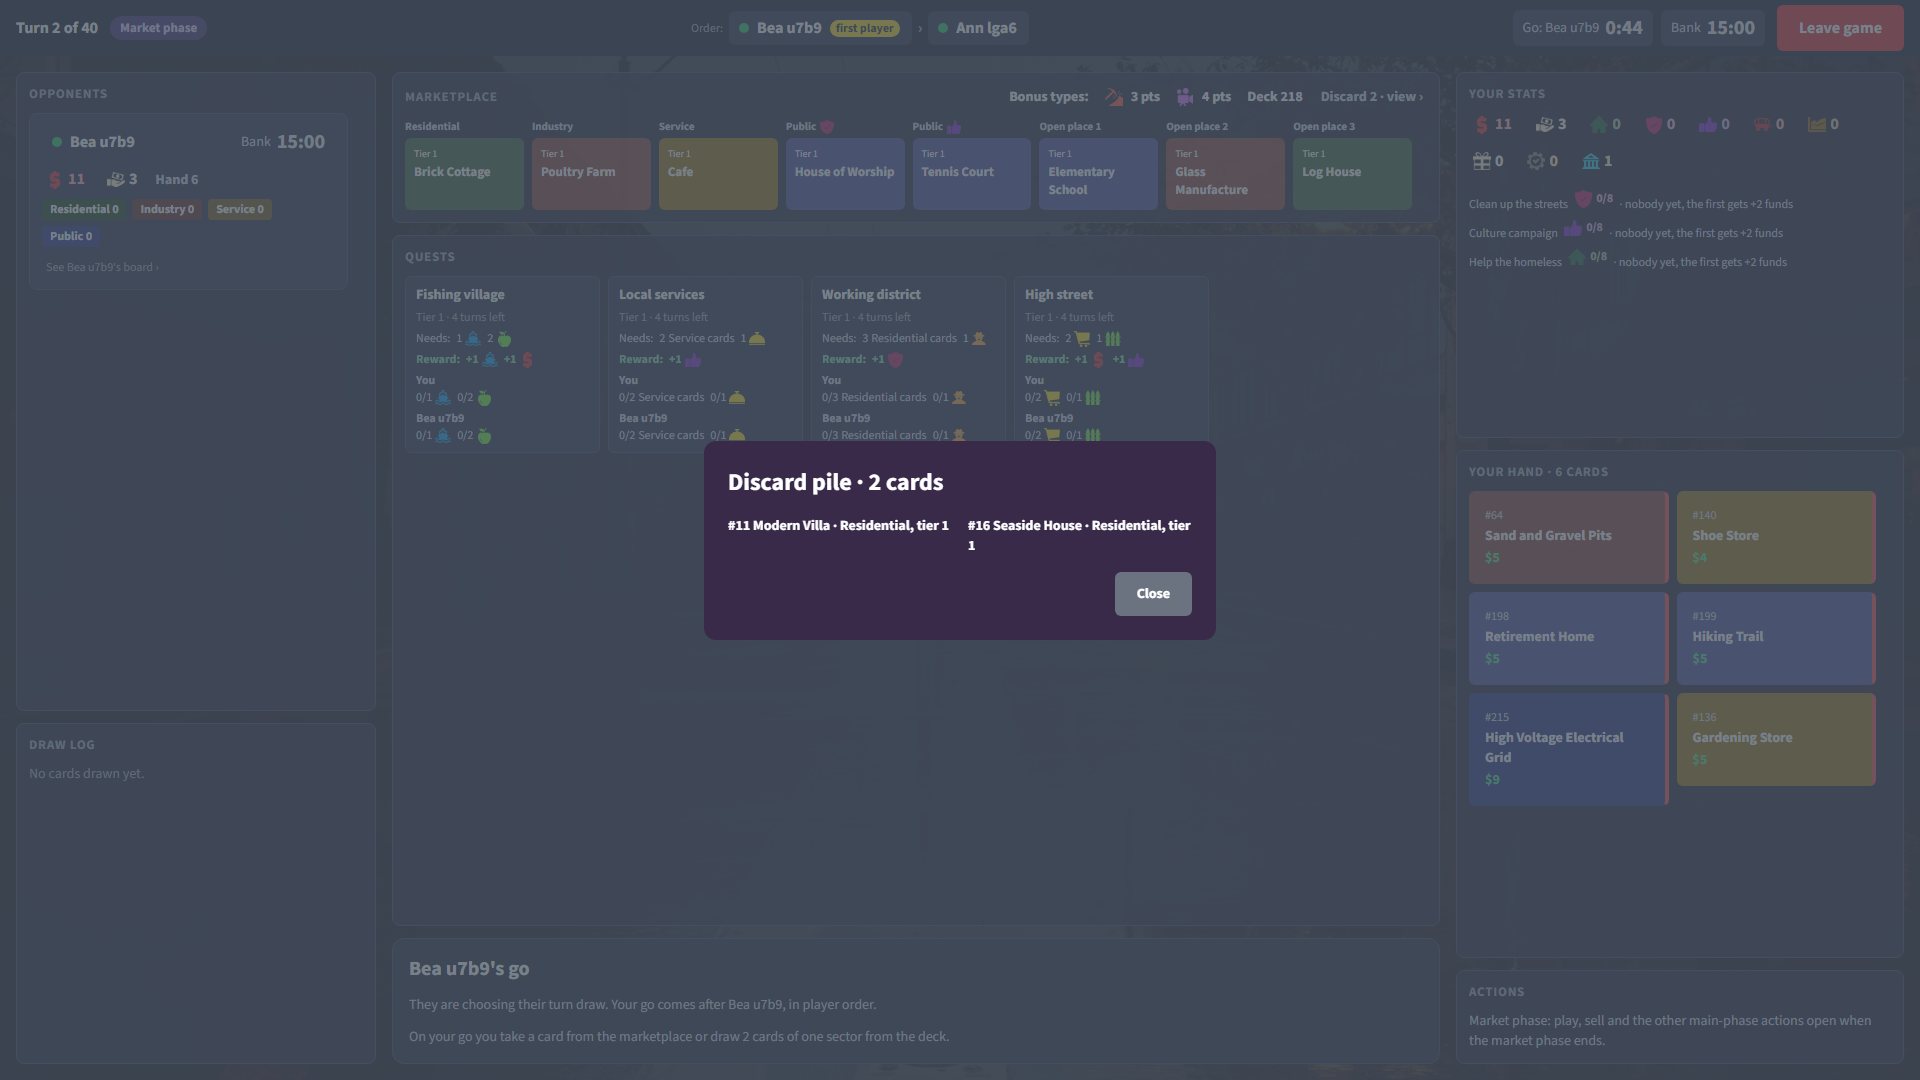 Turn 2 of 40
Market phase
Order:
Bea u7b9
first player
›
Ann lga6
Go: Bea u7b9 0:44
Bank 15:00
Leave game
OPPONENTS
Bea u7b9
Bank 15:00
11 3 Hand 6
Residential 0
Industry 0
Service 0
Public 0
See Bea u7b9's board ›
DRAW LOG
No cards drawn yet.
MARKETPLACE
Bonus types: 3 pts 4 pts Deck 218 Discard 2 · view ›
Residential
Tier 1
Brick Cottage
Industry
Tier 1
Poultry Farm
Service
Tier 1
Cafe
Public
Tier 1
House of Worship
Public
Tier 1
Tennis Court
Open place 1
Tier 1
Elementary
School
Open place 2
Tier 1
Glass
Manufacture
Open place 3
Tier 1
Log House
QUESTS
Fishing village
Tier 1 · 4 turns left
Needs: 1 2
Reward: +1 +1
You
0/1 0/2
Bea u7b9
0/1 0/2
Local services
Tier 1 · 4 turns left
Needs: 2 Service cards 1
Reward: +1
You
0/2 Service cards 0/1
Bea u7b9
0/2 Service cards 0/1
Working district
Tier 1 · 4 turns left
Needs: 3 Residential cards 1
Reward: +1
You
0/3 Residential cards 0/1
Bea u7b9
0/3 Residential cards 0/1
High street
Tier 1 · 4 turns left
Needs: 2 1
Reward: +1 +1
You
0/2 0/1
Bea u7b9
0/2 0/1
Discard pile · 2 cards
#11 Modern Villa · Residential, tier 1
#16 Seaside House · Residential, tier
1
Close
Bea u7b9's go
They are choosing their turn draw. Your go comes after Bea u7b9, in player order.
On your go you take a card from the marketplace or draw 2 cards of one sector from the deck.
YOUR STATS
11 3 0 0 0 0 0
0 0 1
Clean up the streets 0/8 · nobody yet, the first gets +2 funds
Culture campaign 0/8 · nobody yet, the first gets +2 funds
Help the homeless 0/8 · nobody yet, the first gets +2 funds
YOUR HAND · 6 CARDS
#64
Sand and Gravel Pits
$5
#140
Shoe Store
$4
#198
Retirement Home
$5
#199
Hiking Trail
$5
#215
High Voltage Electrical
Grid
$9
#136
Gardening Store
$5
ACTIONS
Market phase: play, sell and the other main-phase actions open when
the market phase ends.